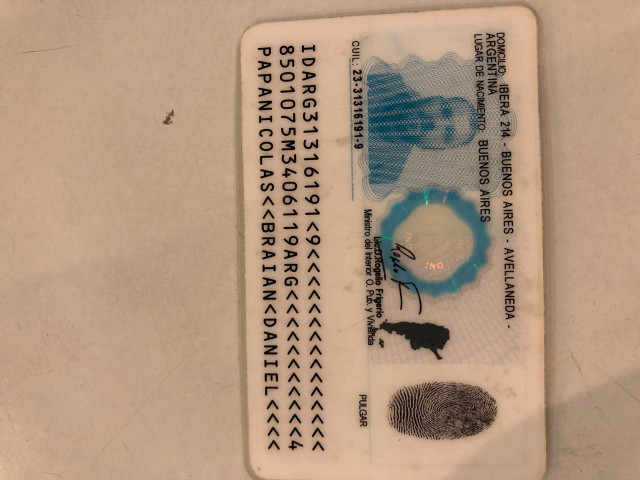 DOMICILIO: IBERA 214 - BUENOS AIRES - AVELLANEDA -
ARGENTINA
LUGAR DE NACIMIENTO: BUENOS AIRES
CUIL: 23-31316191-9
Lic. Rogelio Frigerio
Ministro del Interior O. Pub. y Vivienda
PULGAR
IDARG31316191<9<<<<<<<<<<<<<<<
8501075M3406119ARG<<<<<<<<<<<4
PAPANICOLAS<<BRAIAN<DANIEL<<<<